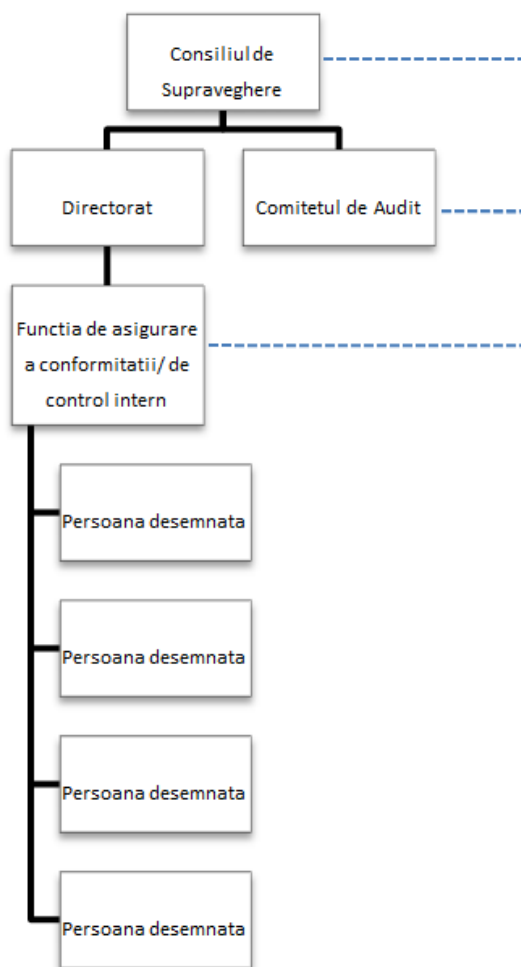 Consiliul de
Supraveghere
Directorat
Comitetul de Audit
Functia de asigurare
a conformitatii/ de
control intern
Persoana desemnata
Persoana desemnata
Persoana desemnata
Persoana desemnata